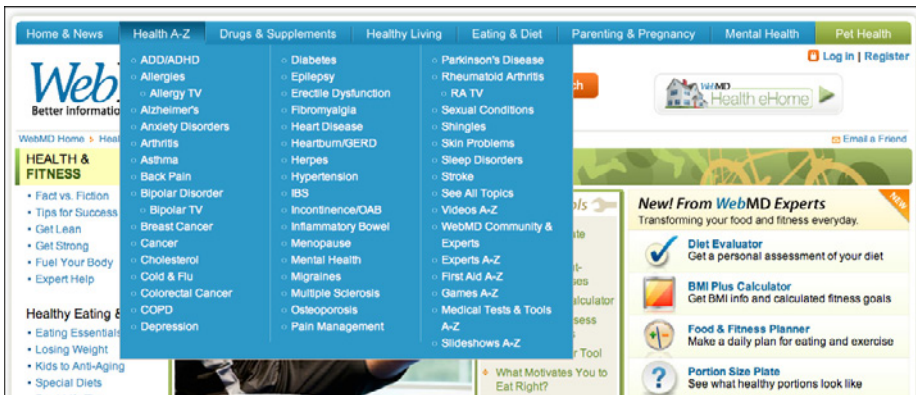 Home & News
Health A-Z
Drugs & Supplements
Healthy Living
Eating & Diet
Parenting & Pregnancy
Mental Health
Pet Health
Log in | Register
Web
Better
WebMD
Health eHome
WebMD Home
Email a Friend
ADD/ADHD
Allergies
Allergy TV
Alzheimer's
Anxiety Disorders
Arthritis
Asthma
Back Pain
Bipolar Disorder
Bipolar TV
Breast Cancer
Cancer
Cholesterol
Cold & Flu
Colorectal Cancer
COPD
Depression
Diabetes
Epilepsy
Erectile Dysfunction
Fibromyalgia
Heart Disease
Heartburn/GERD
Herpes
Hypertension
IBS
Incontinence/OAB
Inflammatory Bowel
Menopause
Mental Health
Migraines
Multiple Sclerosis
Osteoporosis
Pain Management
Parkinson's Disease
Rheumatoid Arthritis
RA TV
Sexual Conditions
Shingles
Skin Problems
Sleep Disorders
Stroke
See All Topics
Videos A-Z
WebMD Community &
Experts
Experts A-Z
First Aid A-Z
Games A-Z
Medical Tests & Tools
A-Z
Slideshows A-Z
HEALTH &
FITNESS
• Fact vs. Fiction
• Tips for Success
• Get Lean
• Get Strong
• Fuel Your Body
• Expert Help
Healthy Eating &
• Eating Essentials
• Losing Weight
• Kids to Anti-Aging
• Special Diets
Tool
What Motivates You to
Eat Right?
NEW
New! From WebMD Experts
Transforming your food and fitness everyday.
Diet Evaluator
Get a personal assessment of your diet
BMI Plus Calculator
Get BMI info and calculated fitness goals
Food & Fitness Planner
Make a daily plan for eating and exercise
Portion Size Plate
See what healthy portions look like